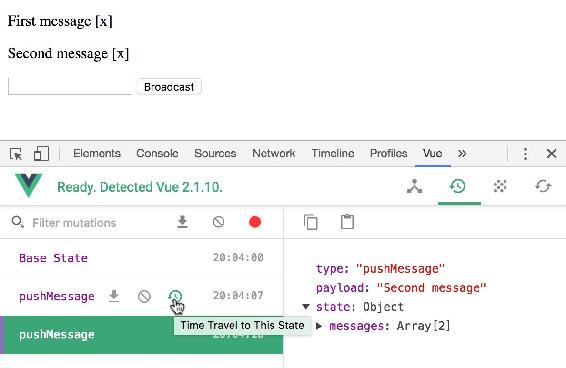 First message [x]
Second message [x]
Broadcast
Elements Console Sources Network Timeline Profiles Vue »
Ready. Detected Vue 2.1.10.
Filter mutations
Base State 20:04:00
pushMessage 20:04:07
Time Travel to This State
pushMessage
type: "pushMessage"
payload: "Second message"
state: Object
messages: Array[2]